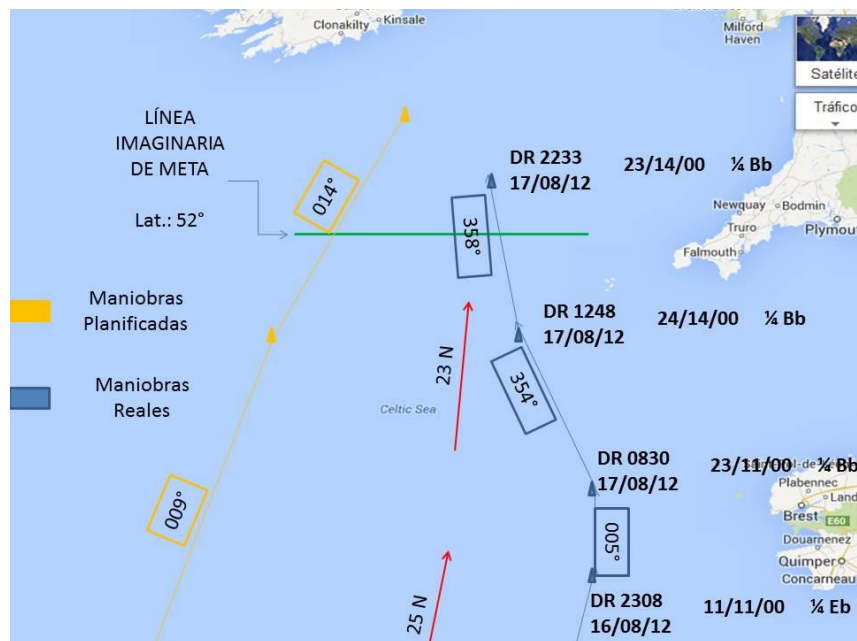 Clonakilty
Kinsale
Milford
Haven
Satélite
Tráfico
LÍNEA
IMAGINARIA
DE META
Lat.: 52°
014°
DR 2233
17/08/12
23/14/00
¼ Bb
358°
Newquay
Bodmin
Truro
Plymou
Falmouth
Maniobras
Planificadas
Maniobras
Reales
23 N
DR 1248
17/08/12
24/14/00
¼ Bb
354°
Celtic Sea
009°
DR 0830
17/08/12
23/11/00
¼ Bb
Plabennec
Land
Brest
E60
Douarnenez
Quimper
Concarneau
005°
25 N
DR 2308
16/08/12
11/11/00
¼ Eb